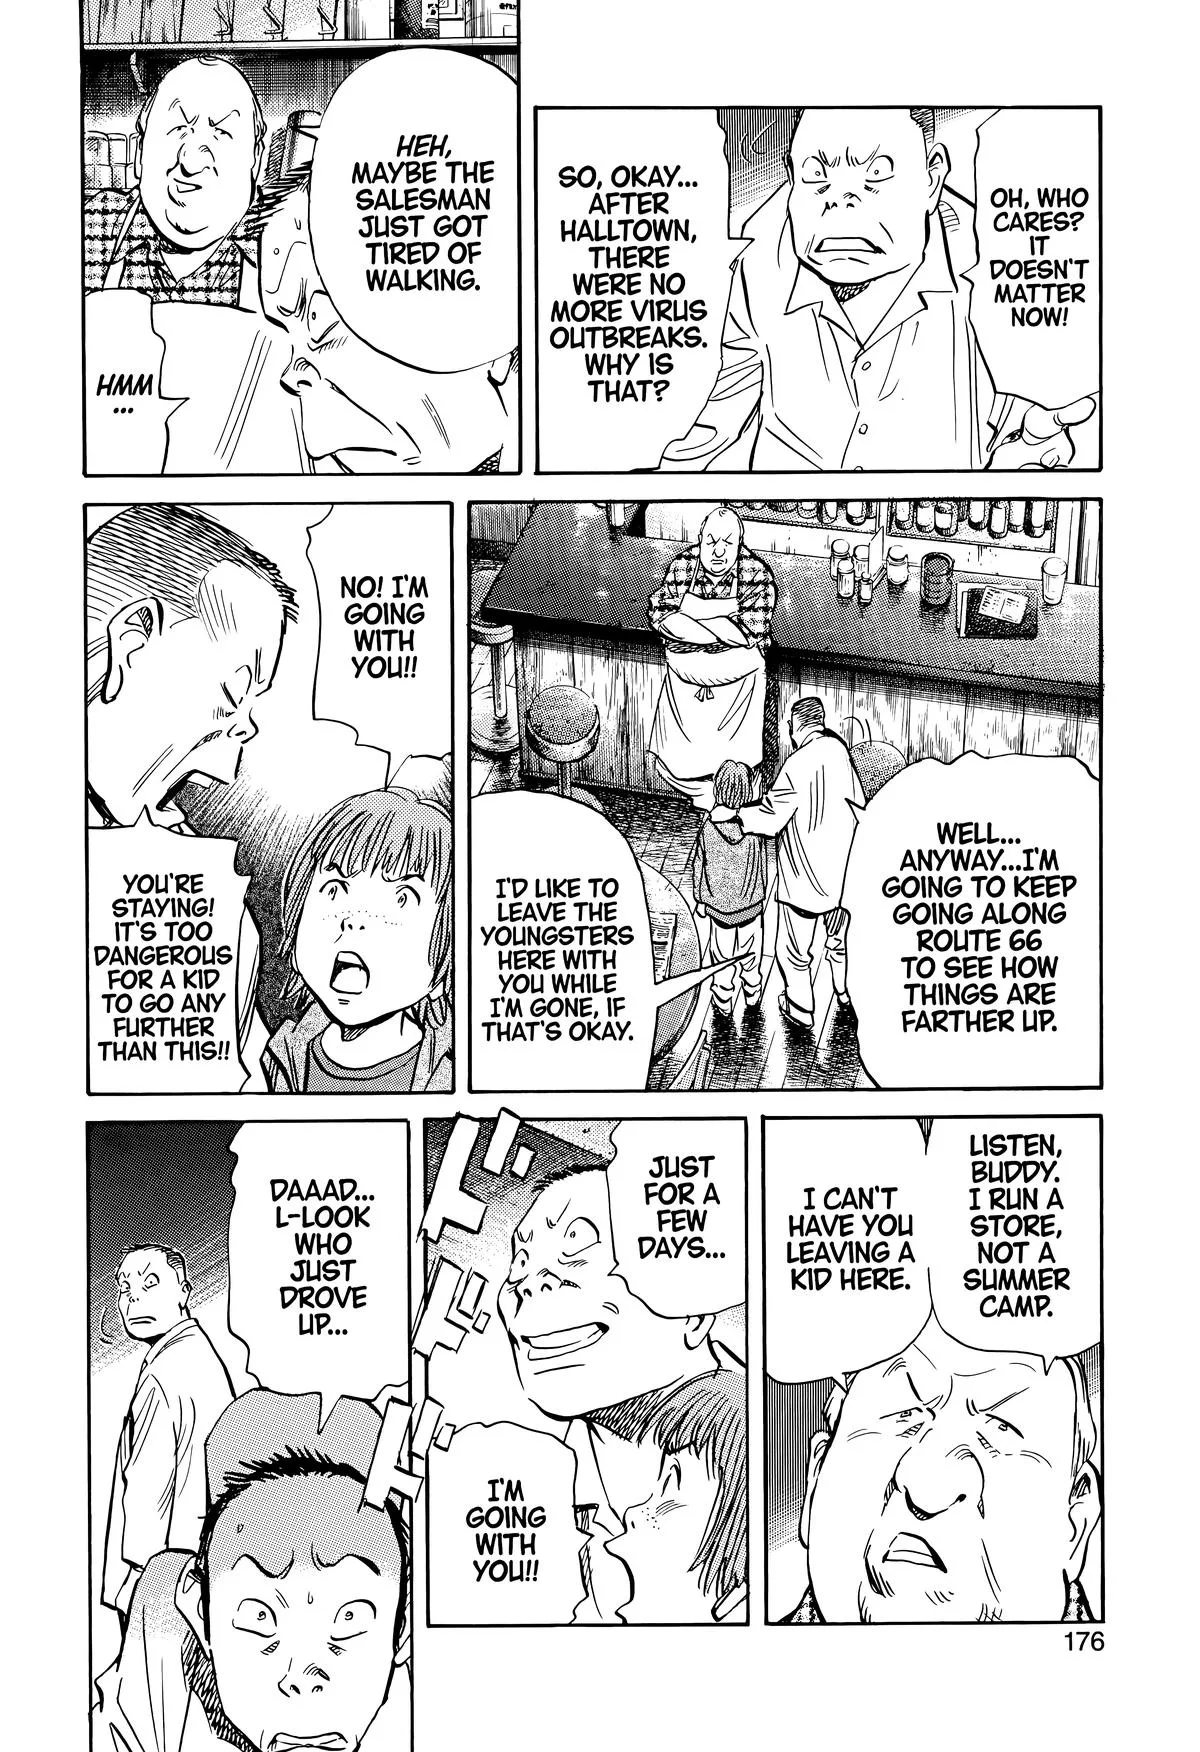 OH, WHO
CARES?
IT
DOESN'T
MATTER
NOW!
SO, OKAY...
AFTER
HALLTOWN,
THERE
WERE NO
MORE VIRUS
OUTBREAKS.
WHY IS
THAT?
HEH,
MAYBE THE
SALESMAN
JUST GOT
TIRED OF
WALKING.
HMM
...
WELL...
ANYWAY...I'M
GOING TO KEEP
GOING ALONG
ROUTE 66
TO SEE HOW
THINGS ARE
FARTHER UP.
I'D LIKE TO
LEAVE THE
YOUNGSTERS
HERE WITH
YOU WHILE
I'M GONE, IF
THAT'S OKAY.
NO! I'M
GOING
WITH
YOU!!
YOU'RE
STAYING!
IT'S TOO
DANGEROUS
FOR A KID
TO GO ANY
FURTHER
THAN THIS!!
LISTEN,
BUDDY.
I RUN A
STORE,
NOT A
SUMMER
CAMP.
I CAN'T
HAVE YOU
LEAVING A
KID HERE.
JUST
FOR A
FEW
DAYS...
I'M
GOING
WITH
YOU!!
DAAAD...
L-LOOK
WHO
JUST
DROVE
UP...
176